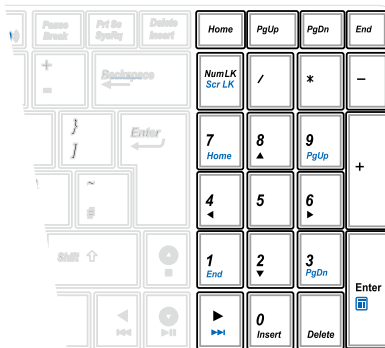 Pause Prt Sc Delete Home PgUp PgDn End
Break SysRq Insert
+ Backspace NumLK / * -
= Scr LK
} Enter 7 8 9 +
] Home PgUp
~ 4 5 6
#
Shift 1 2 3 Enter
End PgDn
0
Insert Delete